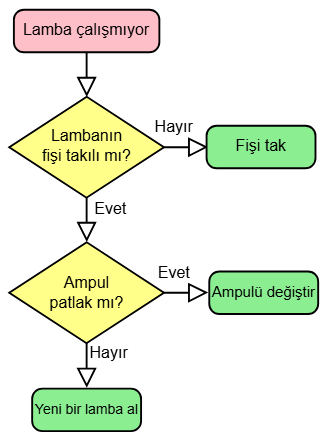 Lamba çalışmıyor
Lambanın
fişi takılı mı?
Hayır
Fişi tak
Evet
Ampul
patlak mı?
Evet
Ampulü değiştir
Hayır
Yeni bir lamba al